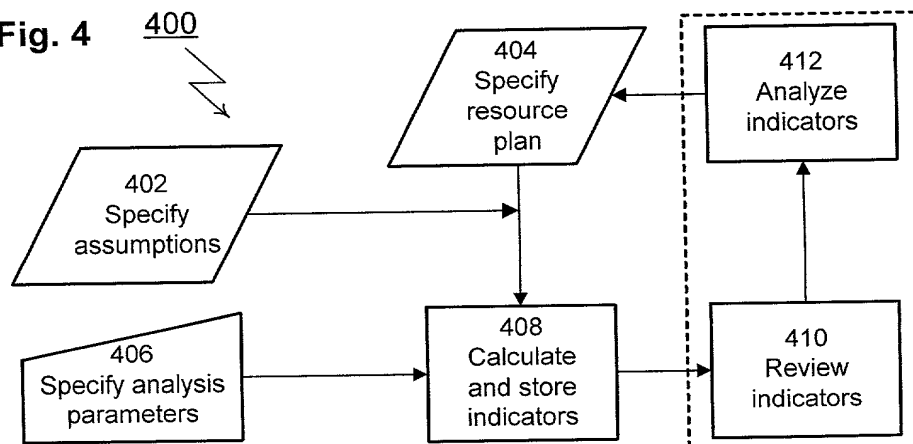 Fig. 4
400
404
Specify
resource
plan
412
Analyze
indicators
402
Specify
assumptions
406
Specify analysis
parameters
408
Calculate
and store
indicators
410
Review
indicators